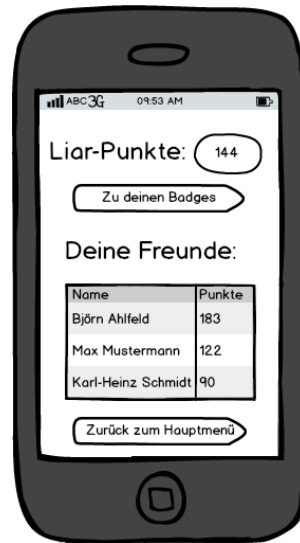 ABC 3G 09:53 AM
Liar-Punkte: 144
Zu deinen Badges
Deine Freunde:
Name Punkte
Björn Ahlfeld 183
Max Mustermann 122
Karl-Heinz Schmidt 90
Zurück zum Hauptmenü